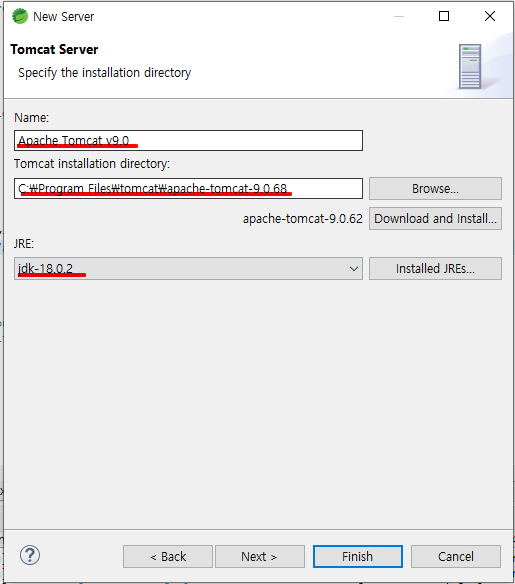 New Server
Tomcat Server
Specify the installation directory
Name:
Apache Tomcat v9.0
Tomcat installation directory:
C:₩Program Files₩tomcat₩apache-tomcat-9.0.68
Browse...
apache-tomcat-9.0.62
Download and Install...
JRE:
jdk-18.0.2
Installed JREs...
?
< Back
Next >
Finish
Cancel